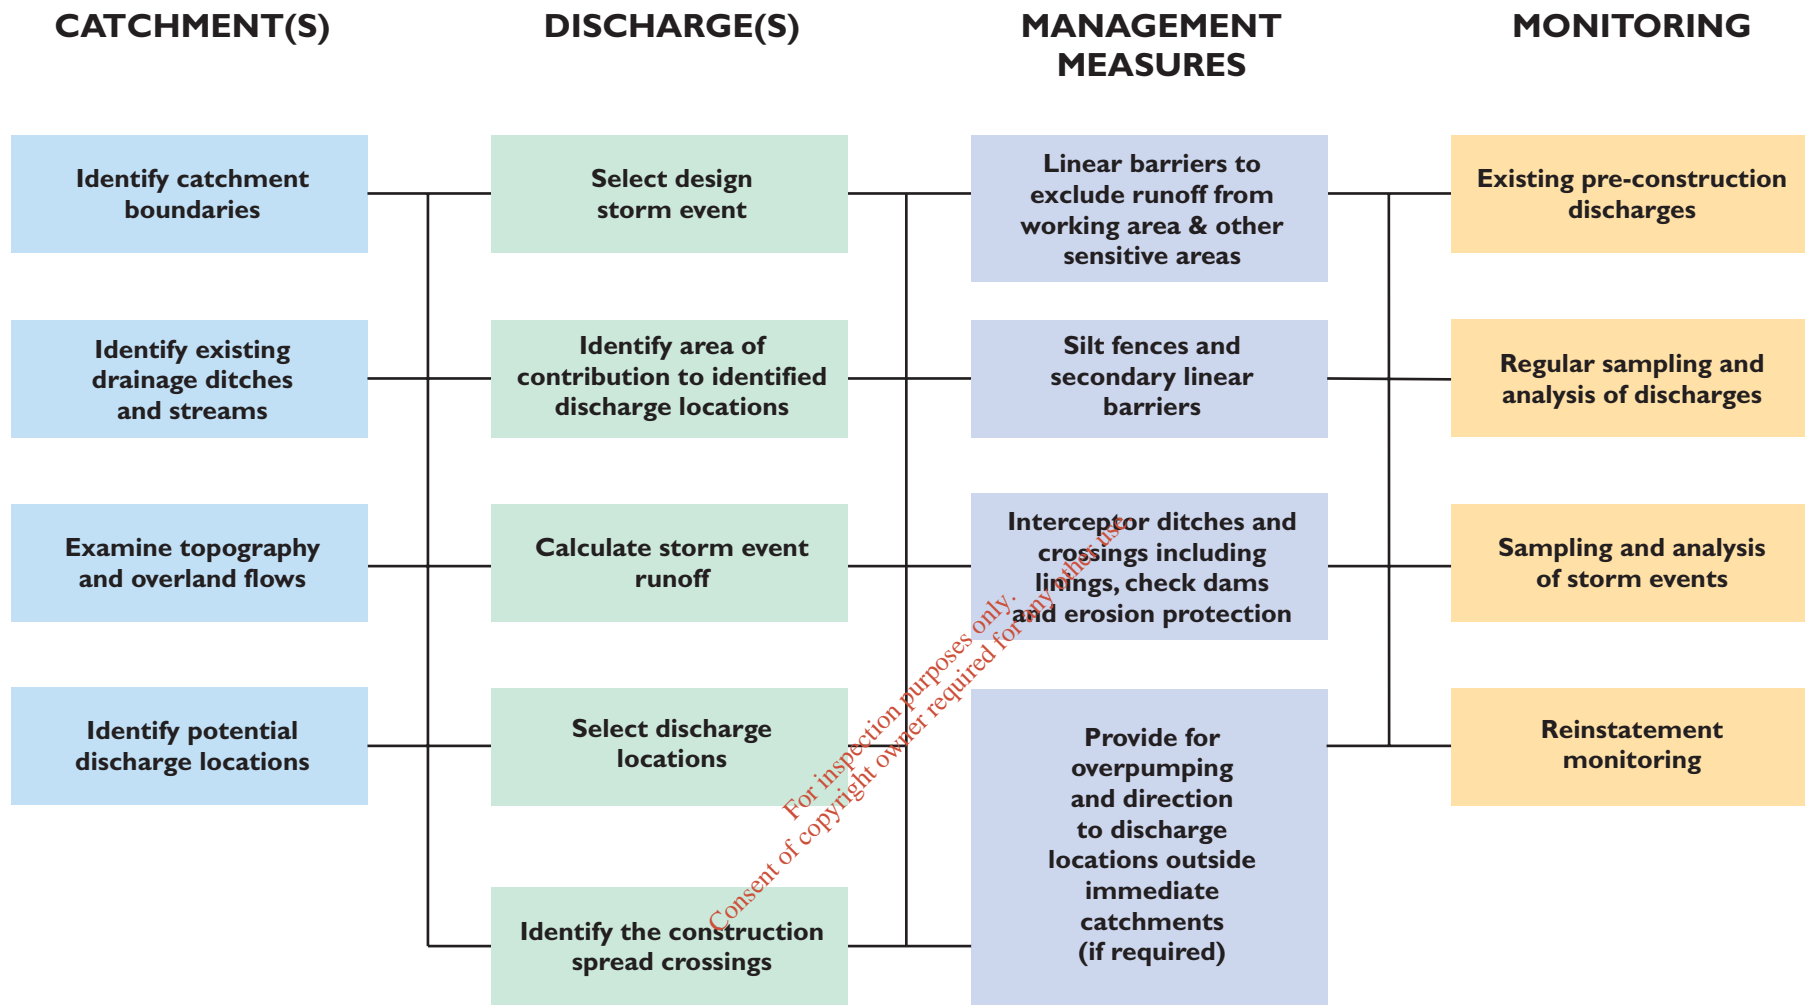 CATCHMENT(S)
Identify catchment
boundaries
Identify existing
drainage ditches
and streams
Examine topography
and overland flows
Identify potential
discharge locations
DISCHARGE(S)
Select design
storm event
Identify area of
contribution to identified
discharge locations
Calculate storm event
runoff
Select discharge
locations
Identify the construction
spread crossings
MANAGEMENT
MEASURES
Linear barriers to
exclude runoff from
working area & other
sensitive areas
Silt fences and
secondary linear
barriers
Interceptor ditches and
crossings including
linings, check dams
and erosion protection
Provide for
overpumping
and direction
to discharge
locations outside
immediate
catchments
(if required)
MONITORING
Existing pre-construction
discharges
Regular sampling and
analysis of discharges
Sampling and analysis
of storm events
Reinstatement
monitoring
For inspection purposes only.
Consent of copyright owner required for any other use.